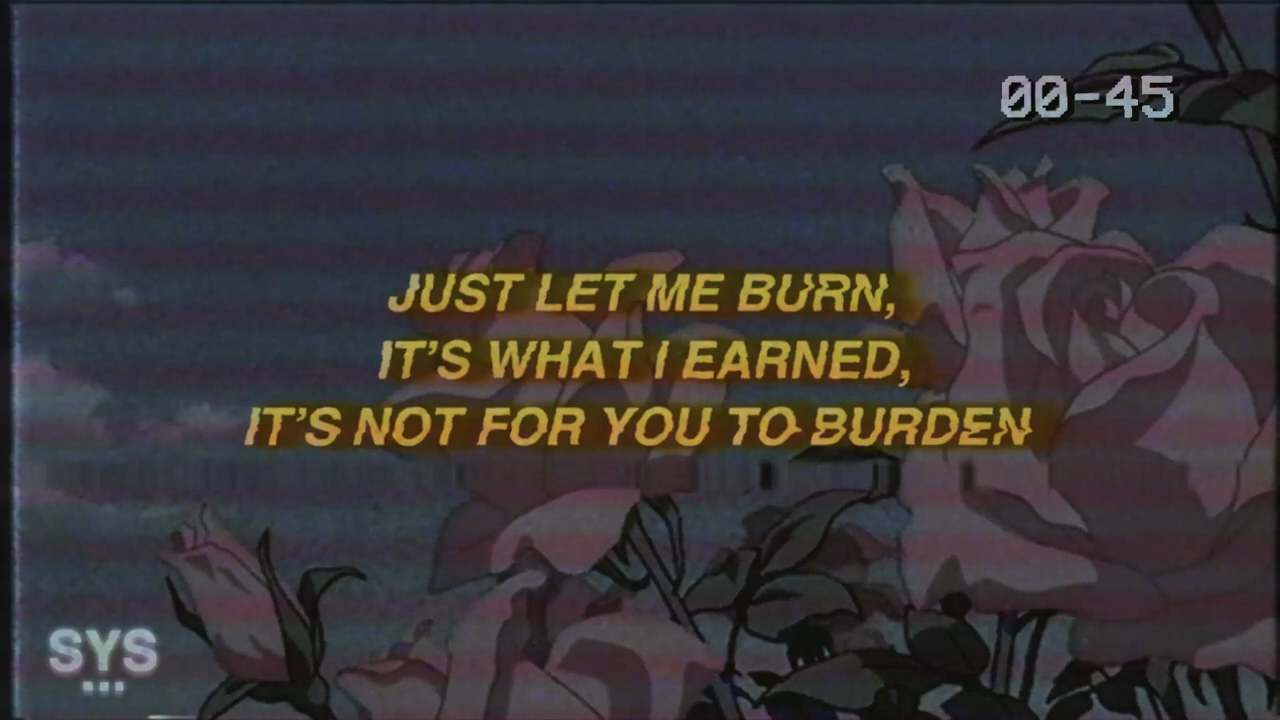 00-45
JUST LET ME BURN,
IT'S WHAT I EARNED,
IT'S NOT FOR YOU TO BURDEN
SYS